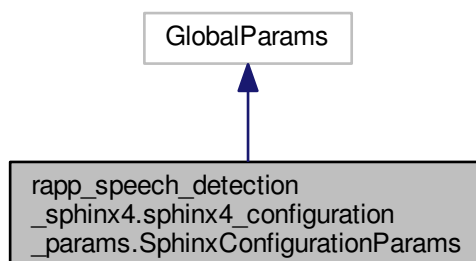 GlobalParams
rapp_speech_detection
_sphinx4.sphinx4_configuration
_params.SphinxConfigurationParams